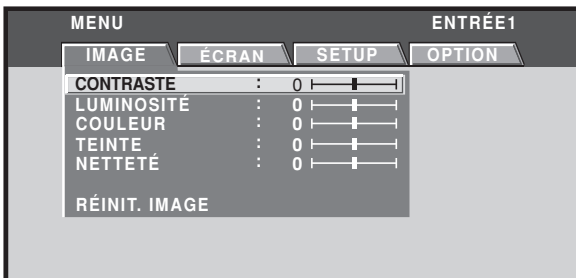 MENU ENTRÉE1
IMAGE ÉCRAN SETUP OPTION
CONTRASTE : 0
LUMINOSITÉ : 0
COULEUR : 0
TEINTE : 0
NETTETÉ : 0
RÉINIT. IMAGE